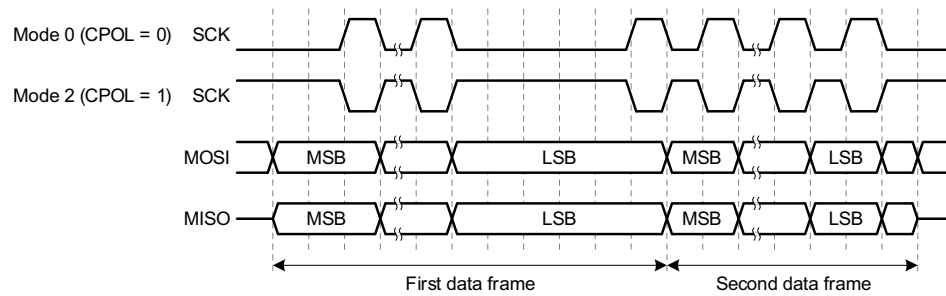 Mode 0 (CPOL = 0) SCK
Mode 2 (CPOL = 1) SCK
MOSI MSB LSB MSB LSB
MISO MSB LSB MSB LSB
First data frame Second data frame